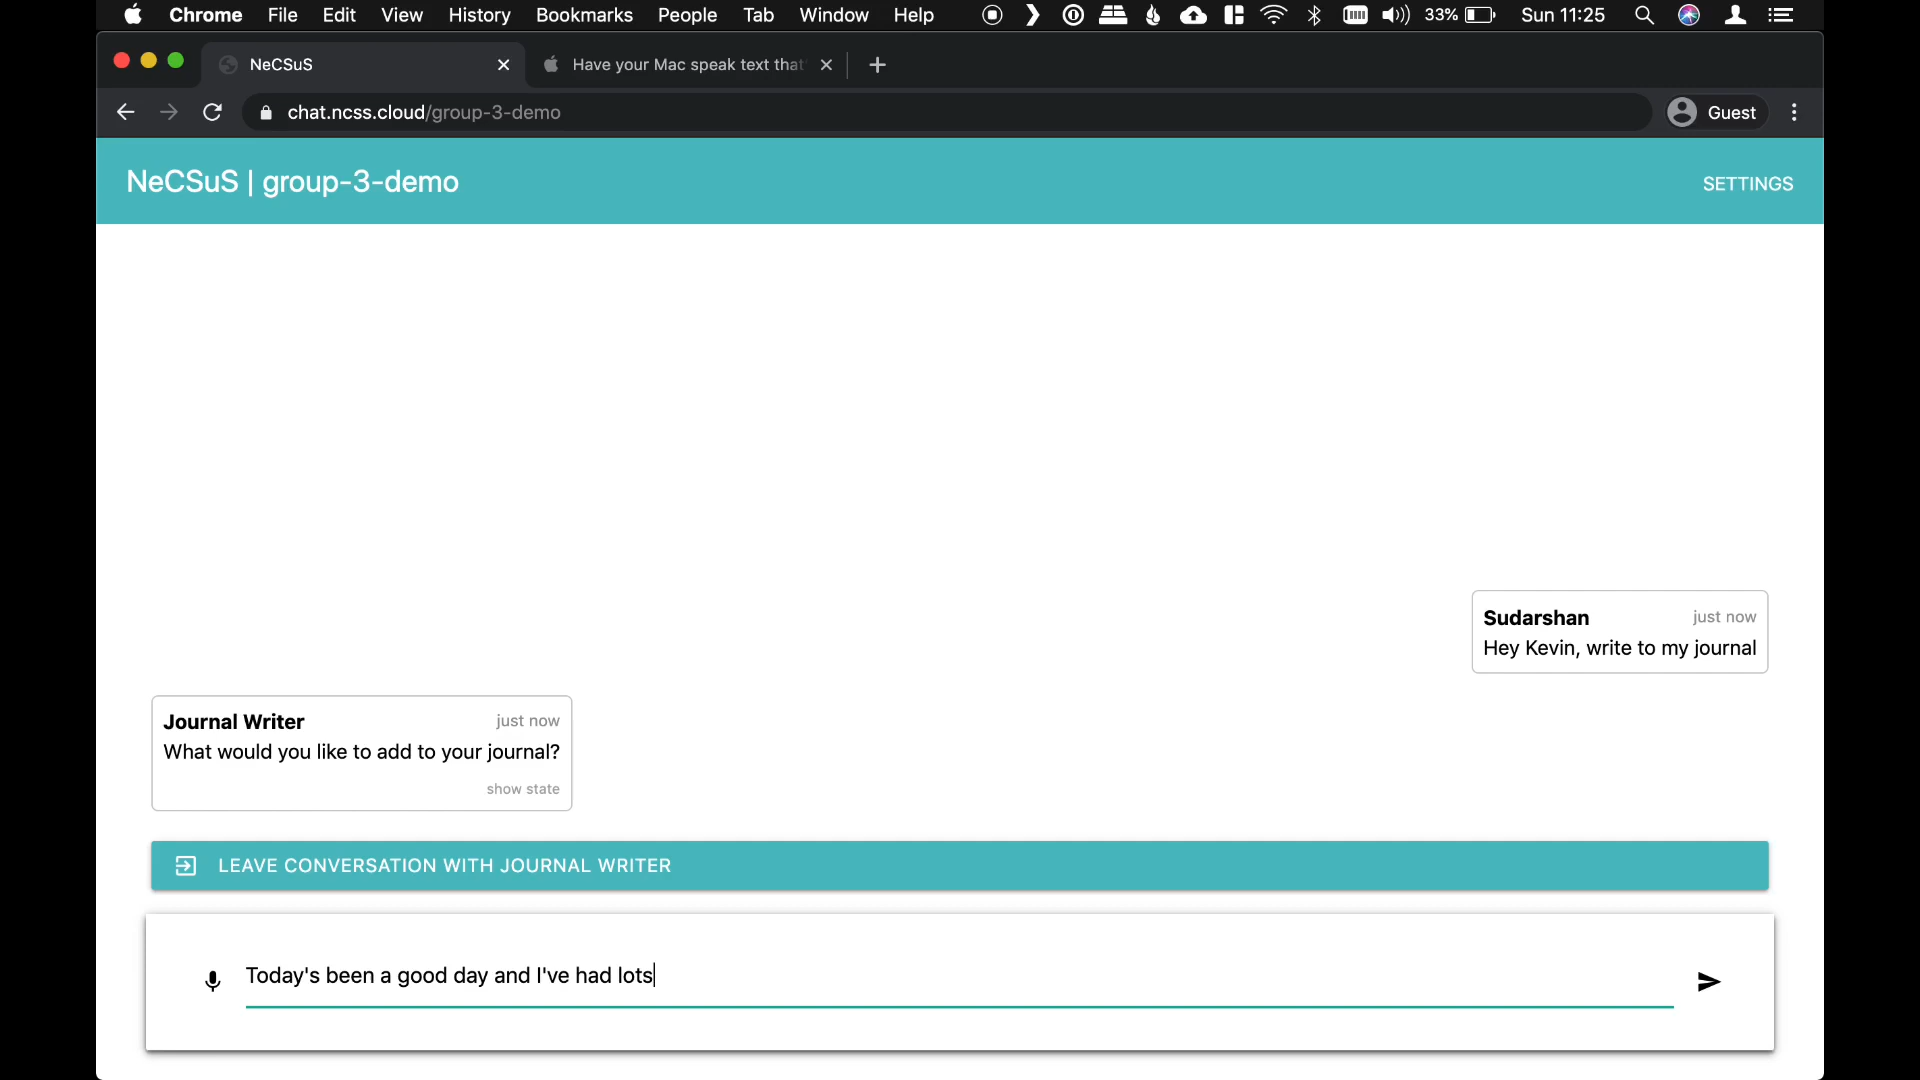 Chrome File Edit View History Bookmarks People Tab Window Help 33% Sun 11:25
NeCSuS Have your Mac speak text that
chat.ncss.cloud/group-3-demo Guest
NeCSuS | group-3-demo SETTINGS
Sudarshan just now
Hey Kevin, write to my journal
Journal Writer just now
What would you like to add to your journal?
show state
LEAVE CONVERSATION WITH JOURNAL WRITER
Today's been a good day and I've had lots